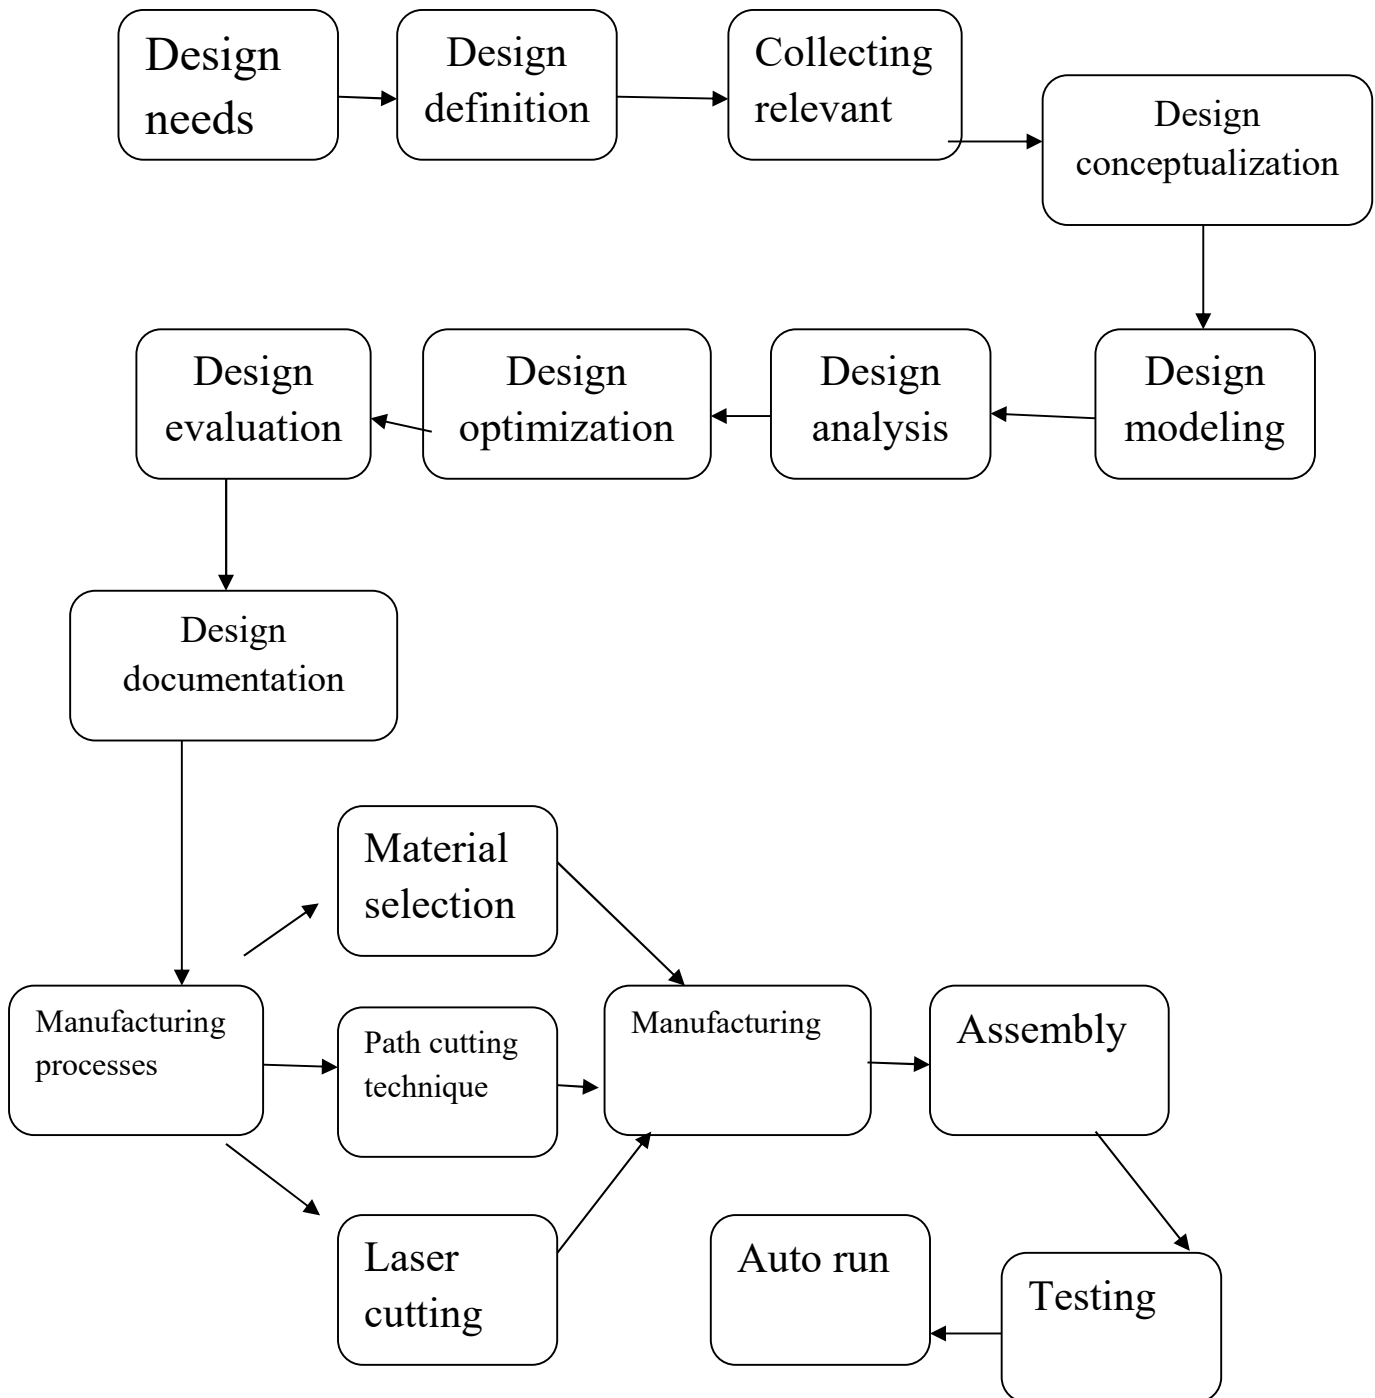 Design
needs
Design
definition
Collecting
relevant
Design
conceptualization
Design
evaluation
Design
optimization
Design
analysis
Design
modeling
Design
documentation
Material
selection
Manufacturing
processes
Path cutting
technique
Manufacturing
Assembly
Laser
cutting
Auto run
Testing